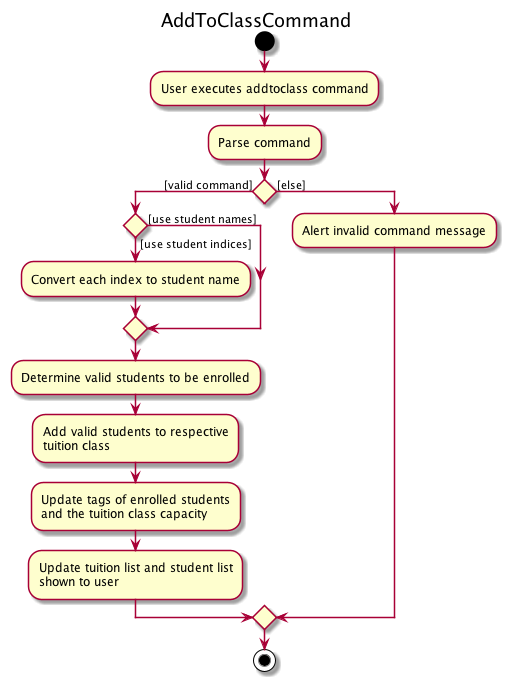 AddToClassCommand
User executes addtoclass command
Parse command
[valid command]
[else]
[use student names]
[use student indices]
Alert invalid command message
Convert each index to student name
Determine valid students to be enrolled
Add valid students to respective
tuition class
Update tags of enrolled students
and the tuition class capacity
Update tuition list and student list
shown to user